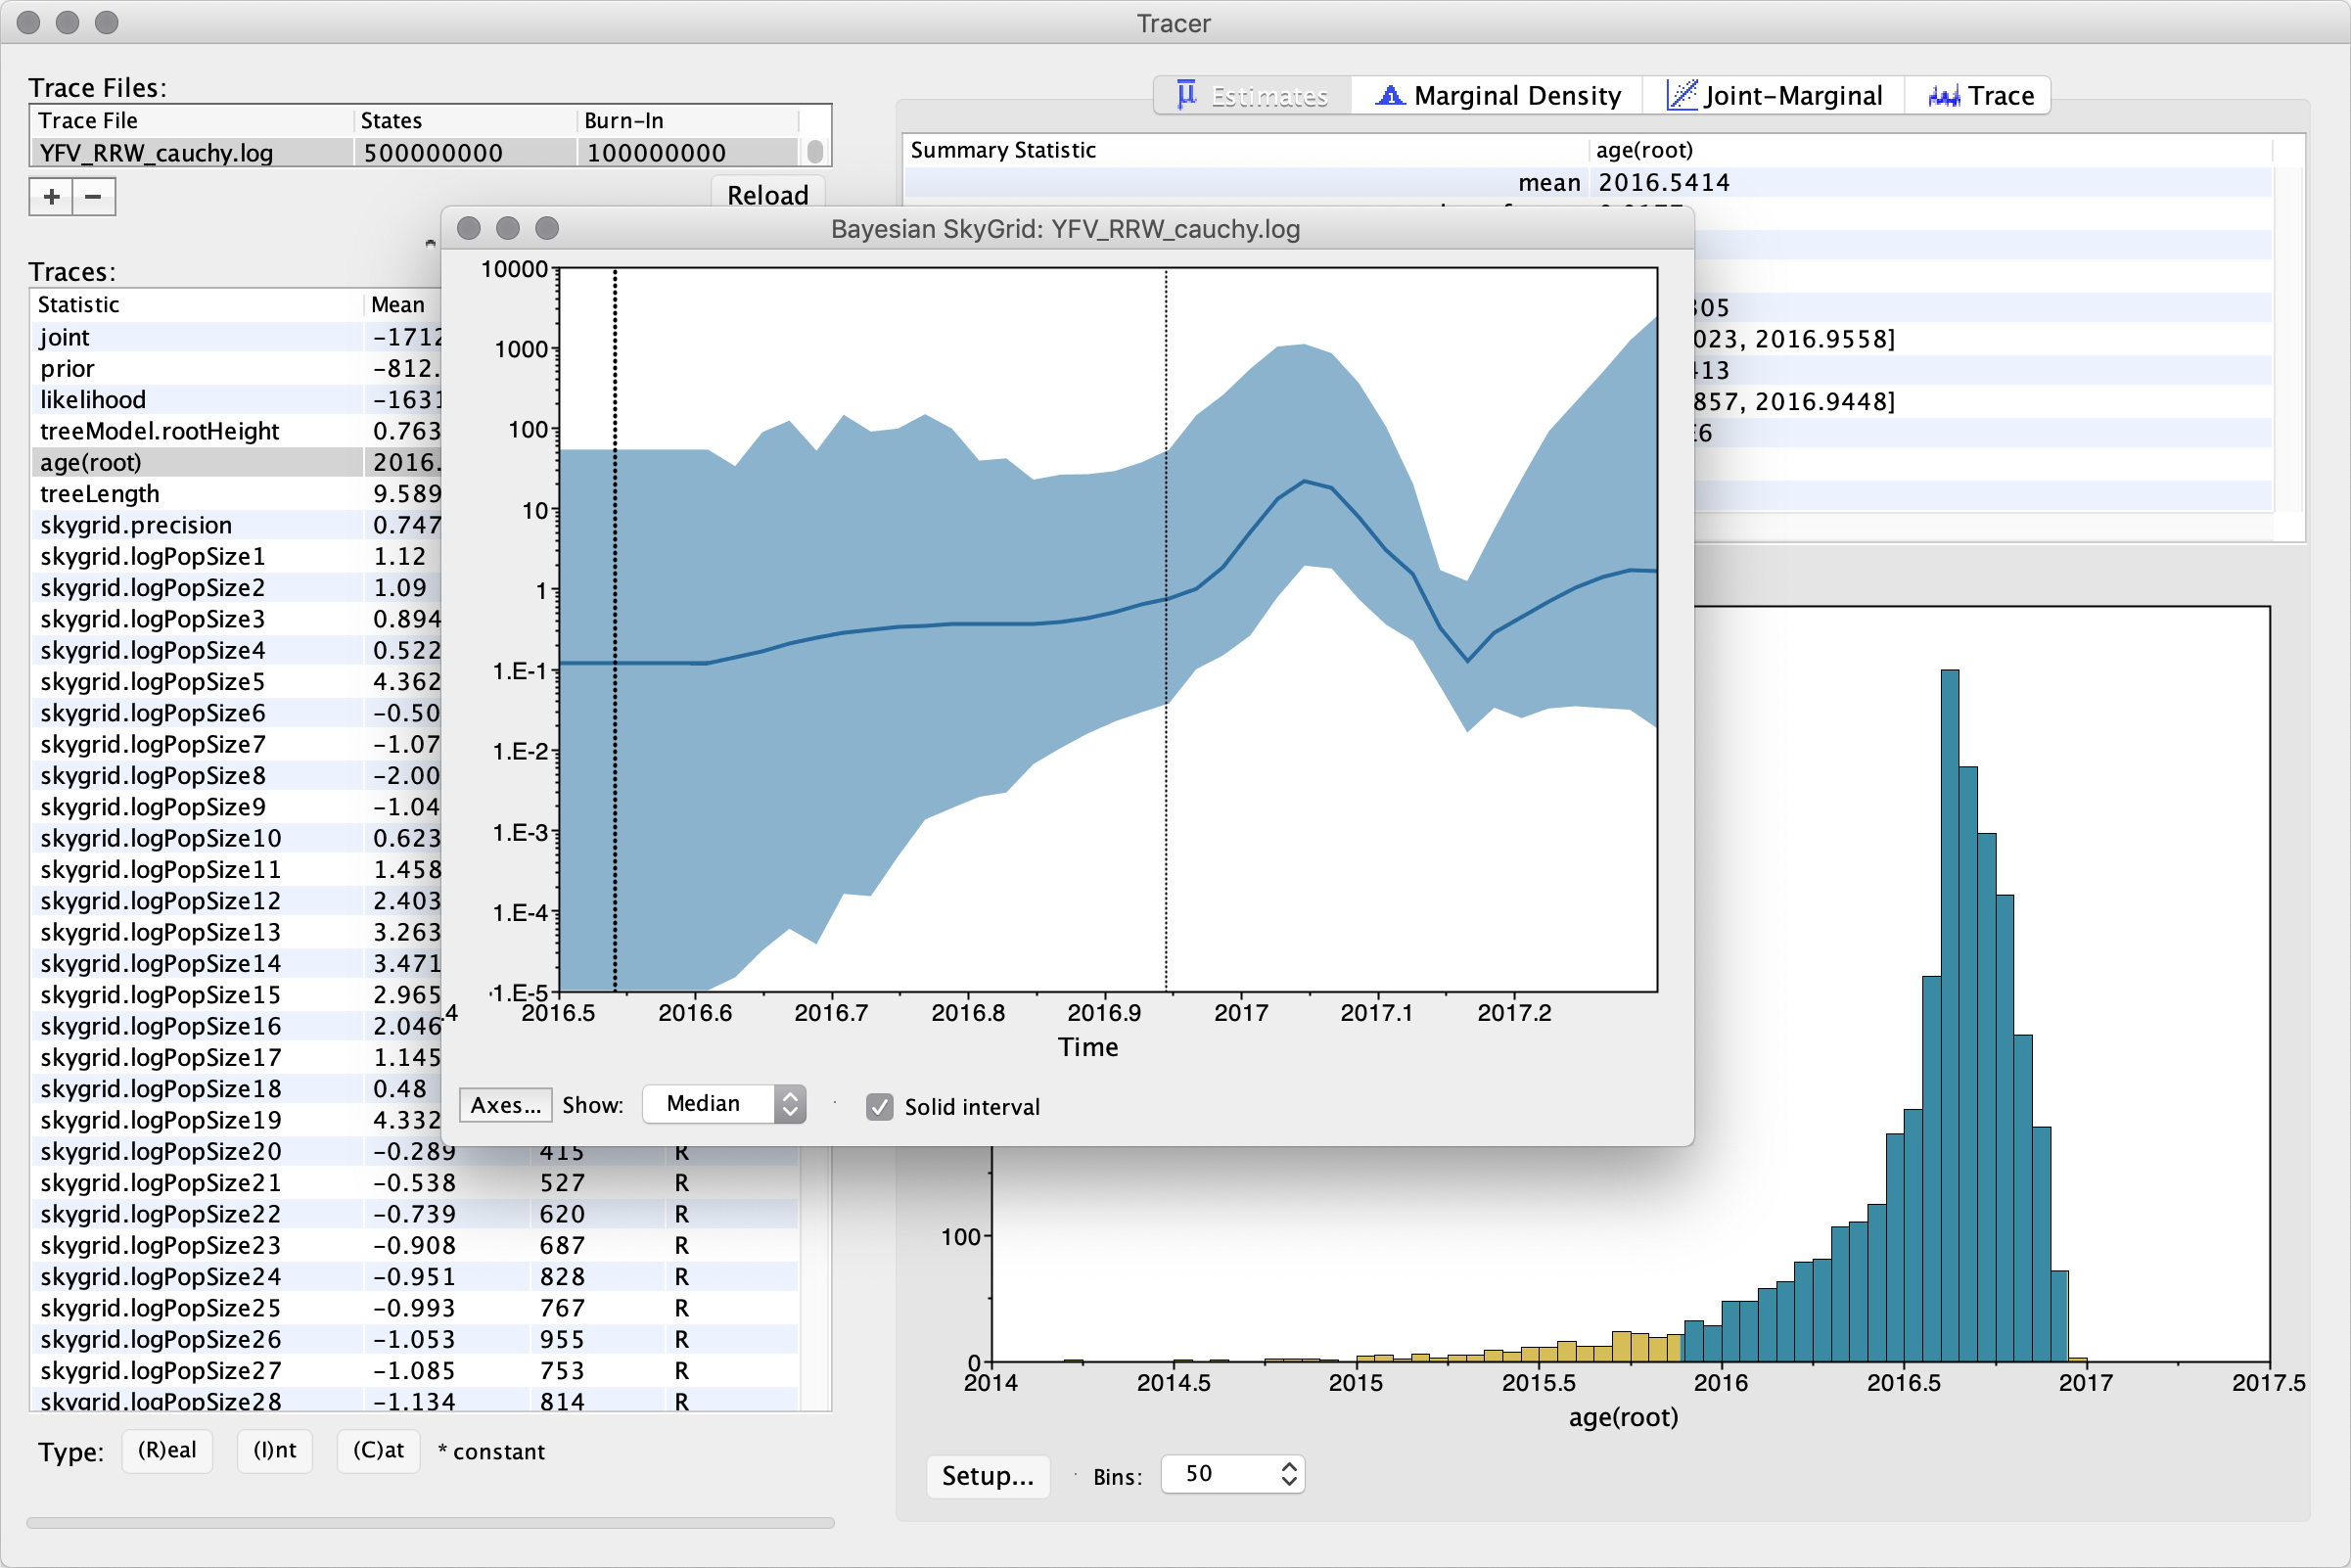 Tracer
Trace Files:
Trace File States Burn-In
YFV_RRW_cauchy.log 500000000 100000000
+ −
Reload
Traces:
Statistic Mean
joint -1712
prior -812.
likelihood -1631
treeModel.rootHeight 0.763
age(root) 2016.
treeLength 9.589
skygrid.precision 0.747
skygrid.logPopSize1 1.12
skygrid.logPopSize2 1.09
skygrid.logPopSize3 0.894
skygrid.logPopSize4 0.522
skygrid.logPopSize5 4.362
skygrid.logPopSize6 -0.50
skygrid.logPopSize7 -1.07
skygrid.logPopSize8 -2.00
skygrid.logPopSize9 -1.04
skygrid.logPopSize10 0.623
skygrid.logPopSize11 1.458
skygrid.logPopSize12 2.403
skygrid.logPopSize13 3.263
skygrid.logPopSize14 3.471
skygrid.logPopSize15 2.965
skygrid.logPopSize16 2.046
skygrid.logPopSize17 1.145
skygrid.logPopSize18 0.48
skygrid.logPopSize19 4.332
skygrid.logPopSize20 -0.289 415 R
skygrid.logPopSize21 -0.538 527 R
skygrid.logPopSize22 -0.739 620 R
skygrid.logPopSize23 -0.908 687 R
skygrid.logPopSize24 -0.951 828 R
skygrid.logPopSize25 -0.993 767 R
skygrid.logPopSize26 -1.053 955 R
skygrid.logPopSize27 -1.085 753 R
skygrid.logPopSize28 -1.134 814 R
Type: (R)eal (I)nt (C)at * constant
Estimates Marginal Density Joint-Marginal Trace
Summary Statistic age(root)
mean 2016.5414
305
023, 2016.9558]
413
857, 2016.9448]
E6
Bayesian SkyGrid: YFV_RRW_cauchy.log
10000
1000
100
10
1
1.E-1
1.E-2
1.E-3
1.E-4
1.E-5
.4 2016.5 2016.6 2016.7 2016.8 2016.9 2017 2017.1 2017.2
Time
Axes... Show: Median Solid interval
100
0
2014 2014.5 2015 2015.5 2016 2016.5 2017 2017.5
age(root)
Setup... Bins: 50